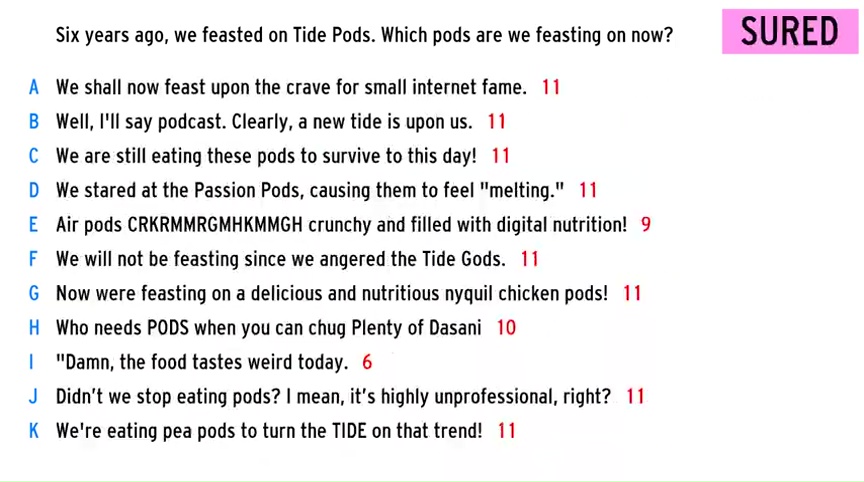 Six years ago, we feasted on Tide Pods. Which pods are we feasting on now?
SURED
A We shall now feast upon the crave for small internet fame. 11
B Well, I'll say podcast. Clearly, a new tide is upon us. 11
C We are still eating these pods to survive to this day! 11
D We stared at the Passion Pods, causing them to feel "melting." 11
E Air pods CRKRMMRGMHKMMGH crunchy and filled with digital nutrition! 9
F We will not be feasting since we angered the Tide Gods. 11
G Now were feasting on a delicious and nutritious nyquil chicken pods! 11
H Who needs PODS when you can chug Plenty of Dasani 10
I "Damn, the food tastes weird today. 6
J Didn’t we stop eating pods? I mean, it’s highly unprofessional, right? 11
K We're eating pea pods to turn the TIDE on that trend! 11